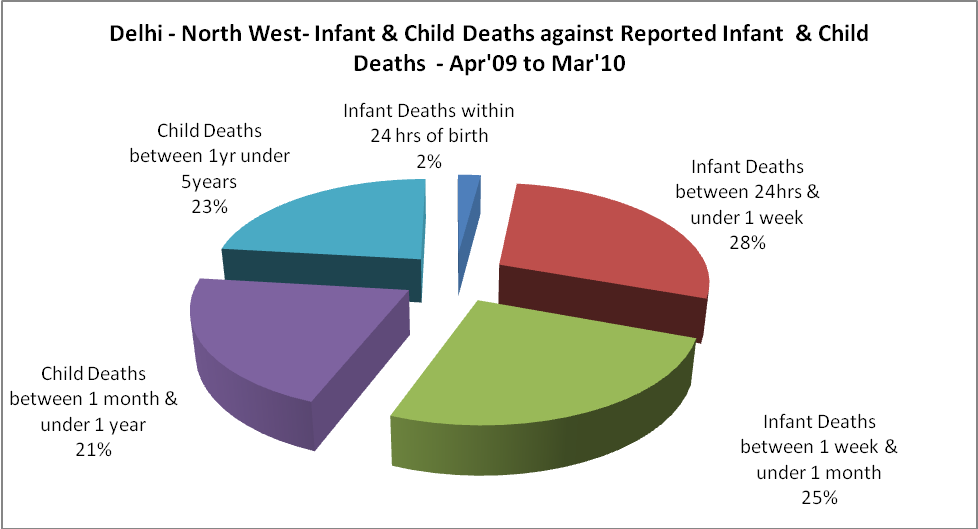 Delhi - North West- Infant & Child Deaths against Reported Infant & Child
Deaths - Apr'09 to Mar'10
Infant Deaths within
24 hrs of birth
2%
Infant Deaths
between 24hrs &
under 1 week
28%
Infant Deaths
between 1 week &
under 1 month
25%
Child Deaths
between 1 month &
under 1 year
21%
Child Deaths
between 1yr under
5years
23%